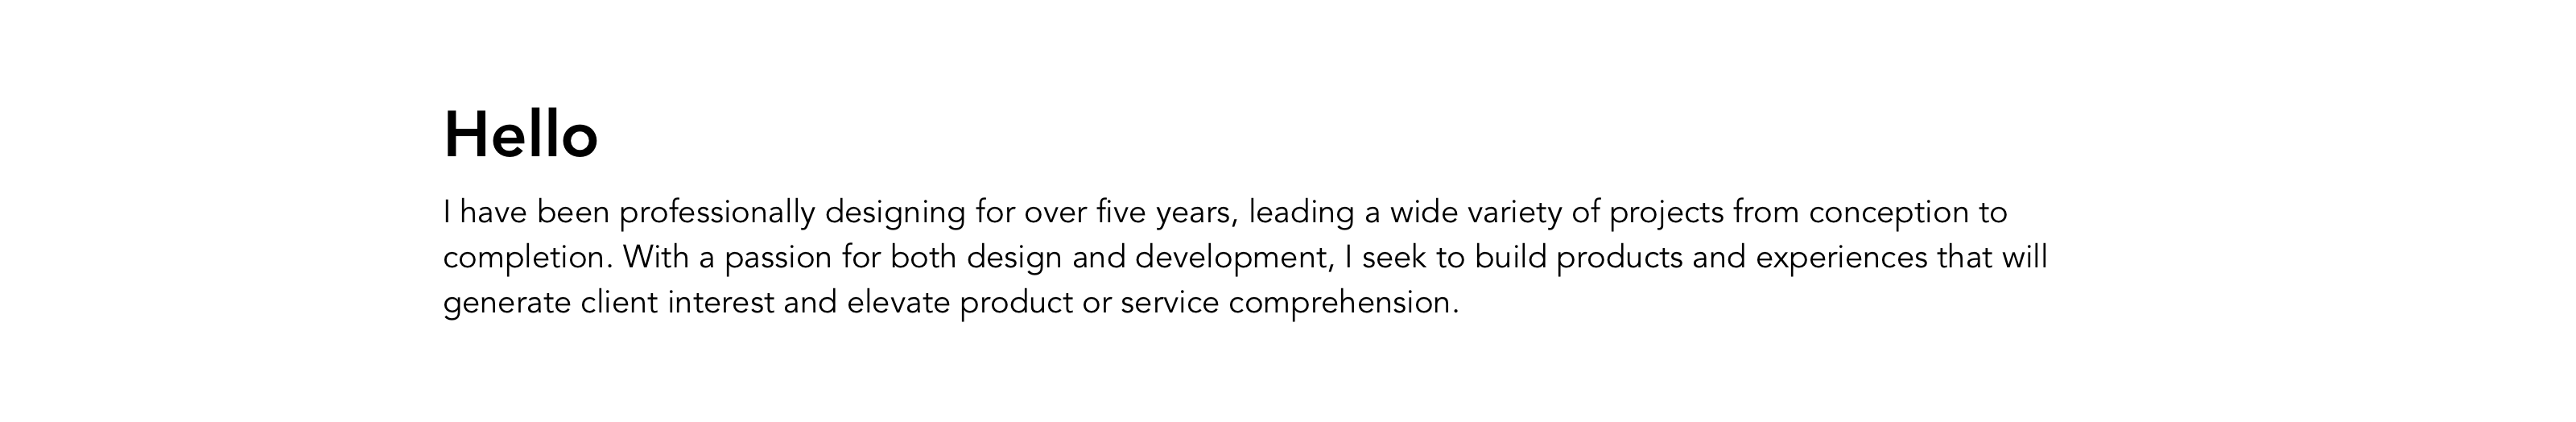 Hello
I have been professionally designing for over five years, leading a wide variety of projects from conception to
completion. With a passion for both design and development, I seek to build products and experiences that will
generate client interest and elevate product or service comprehension.